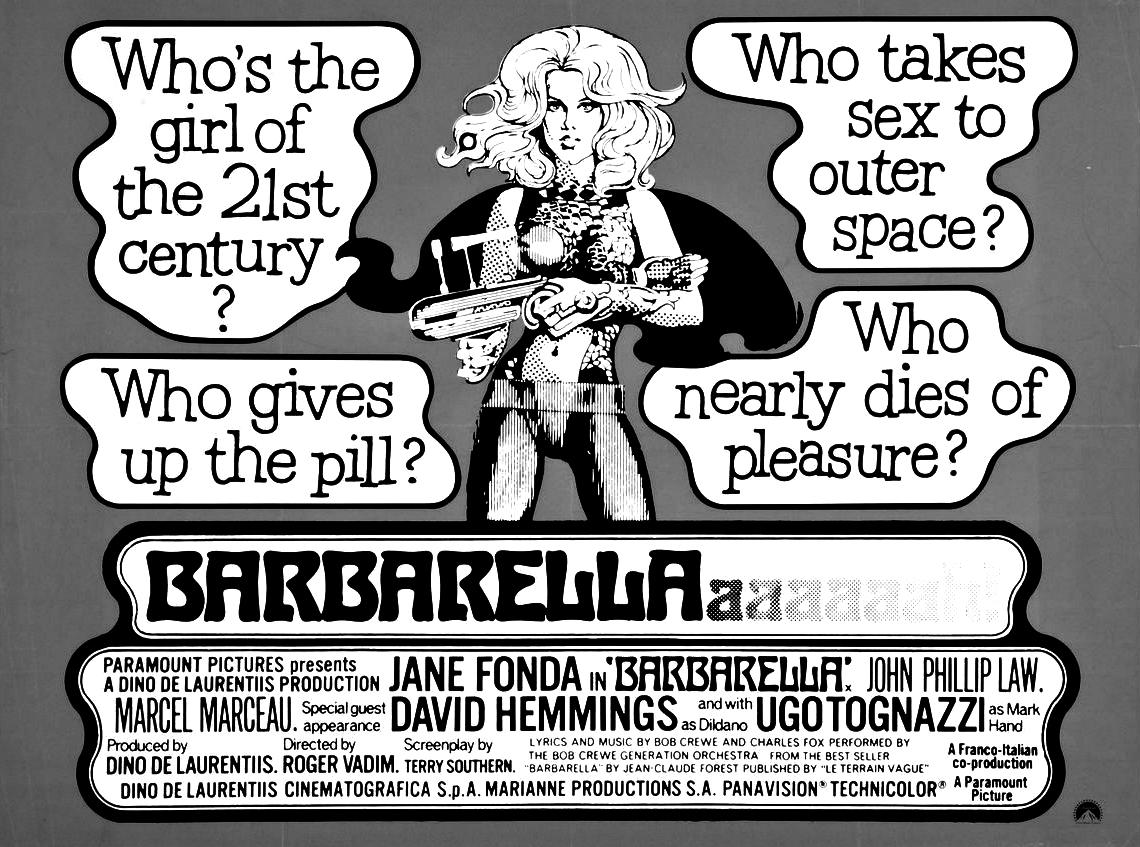 Who's the
girl of
the 21st
century
?
Who takes
sex to
outer
space?
Who gives
up the pill?
Who
nearly dies of
pleasure?
BARBARELLAaaaaaah!
PARAMOUNT PICTURES presents
A DINO DE LAURENTIIS PRODUCTION
JANE FONDA IN "BARBARELLA" x JOHN PHILLIP LAW.
MARCEL MARCEAU. Special guest appearance DAVID HEMMINGS and with as Dildano UGO TOGNAZZI as Mark Hand
Produced by Directed by Screenplay by
DINO DE LAURENTIIS. ROGER VADIM. TERRY SOUTHERN.
LYRICS AND MUSIC BY BOB CREWE AND CHARLES FOX PERFORMED BY
THE BOB CREWE GENERATION ORCHESTRA FROM THE BEST SELLER
"BARBARELLA" BY JEAN-CLAUDE FOREST PUBLISHED BY "LE TERRAIN VAGUE"
A Franco-Italian
co-production
DINO DE LAURENTIIS CINEMATOGRAFICA S.p.A. MARIANNE PRODUCTIONS S.A. PANAVISION® TECHNICOLOR®
A Paramount
Picture